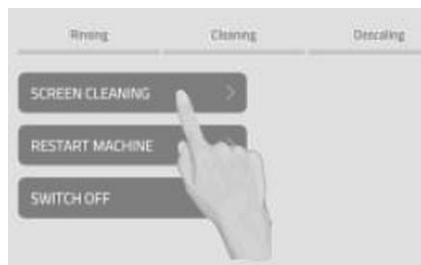 Rinsing Cleaning Descaling
SCREEN CLEANING
RESTART MACHINE
SWITCH OFF